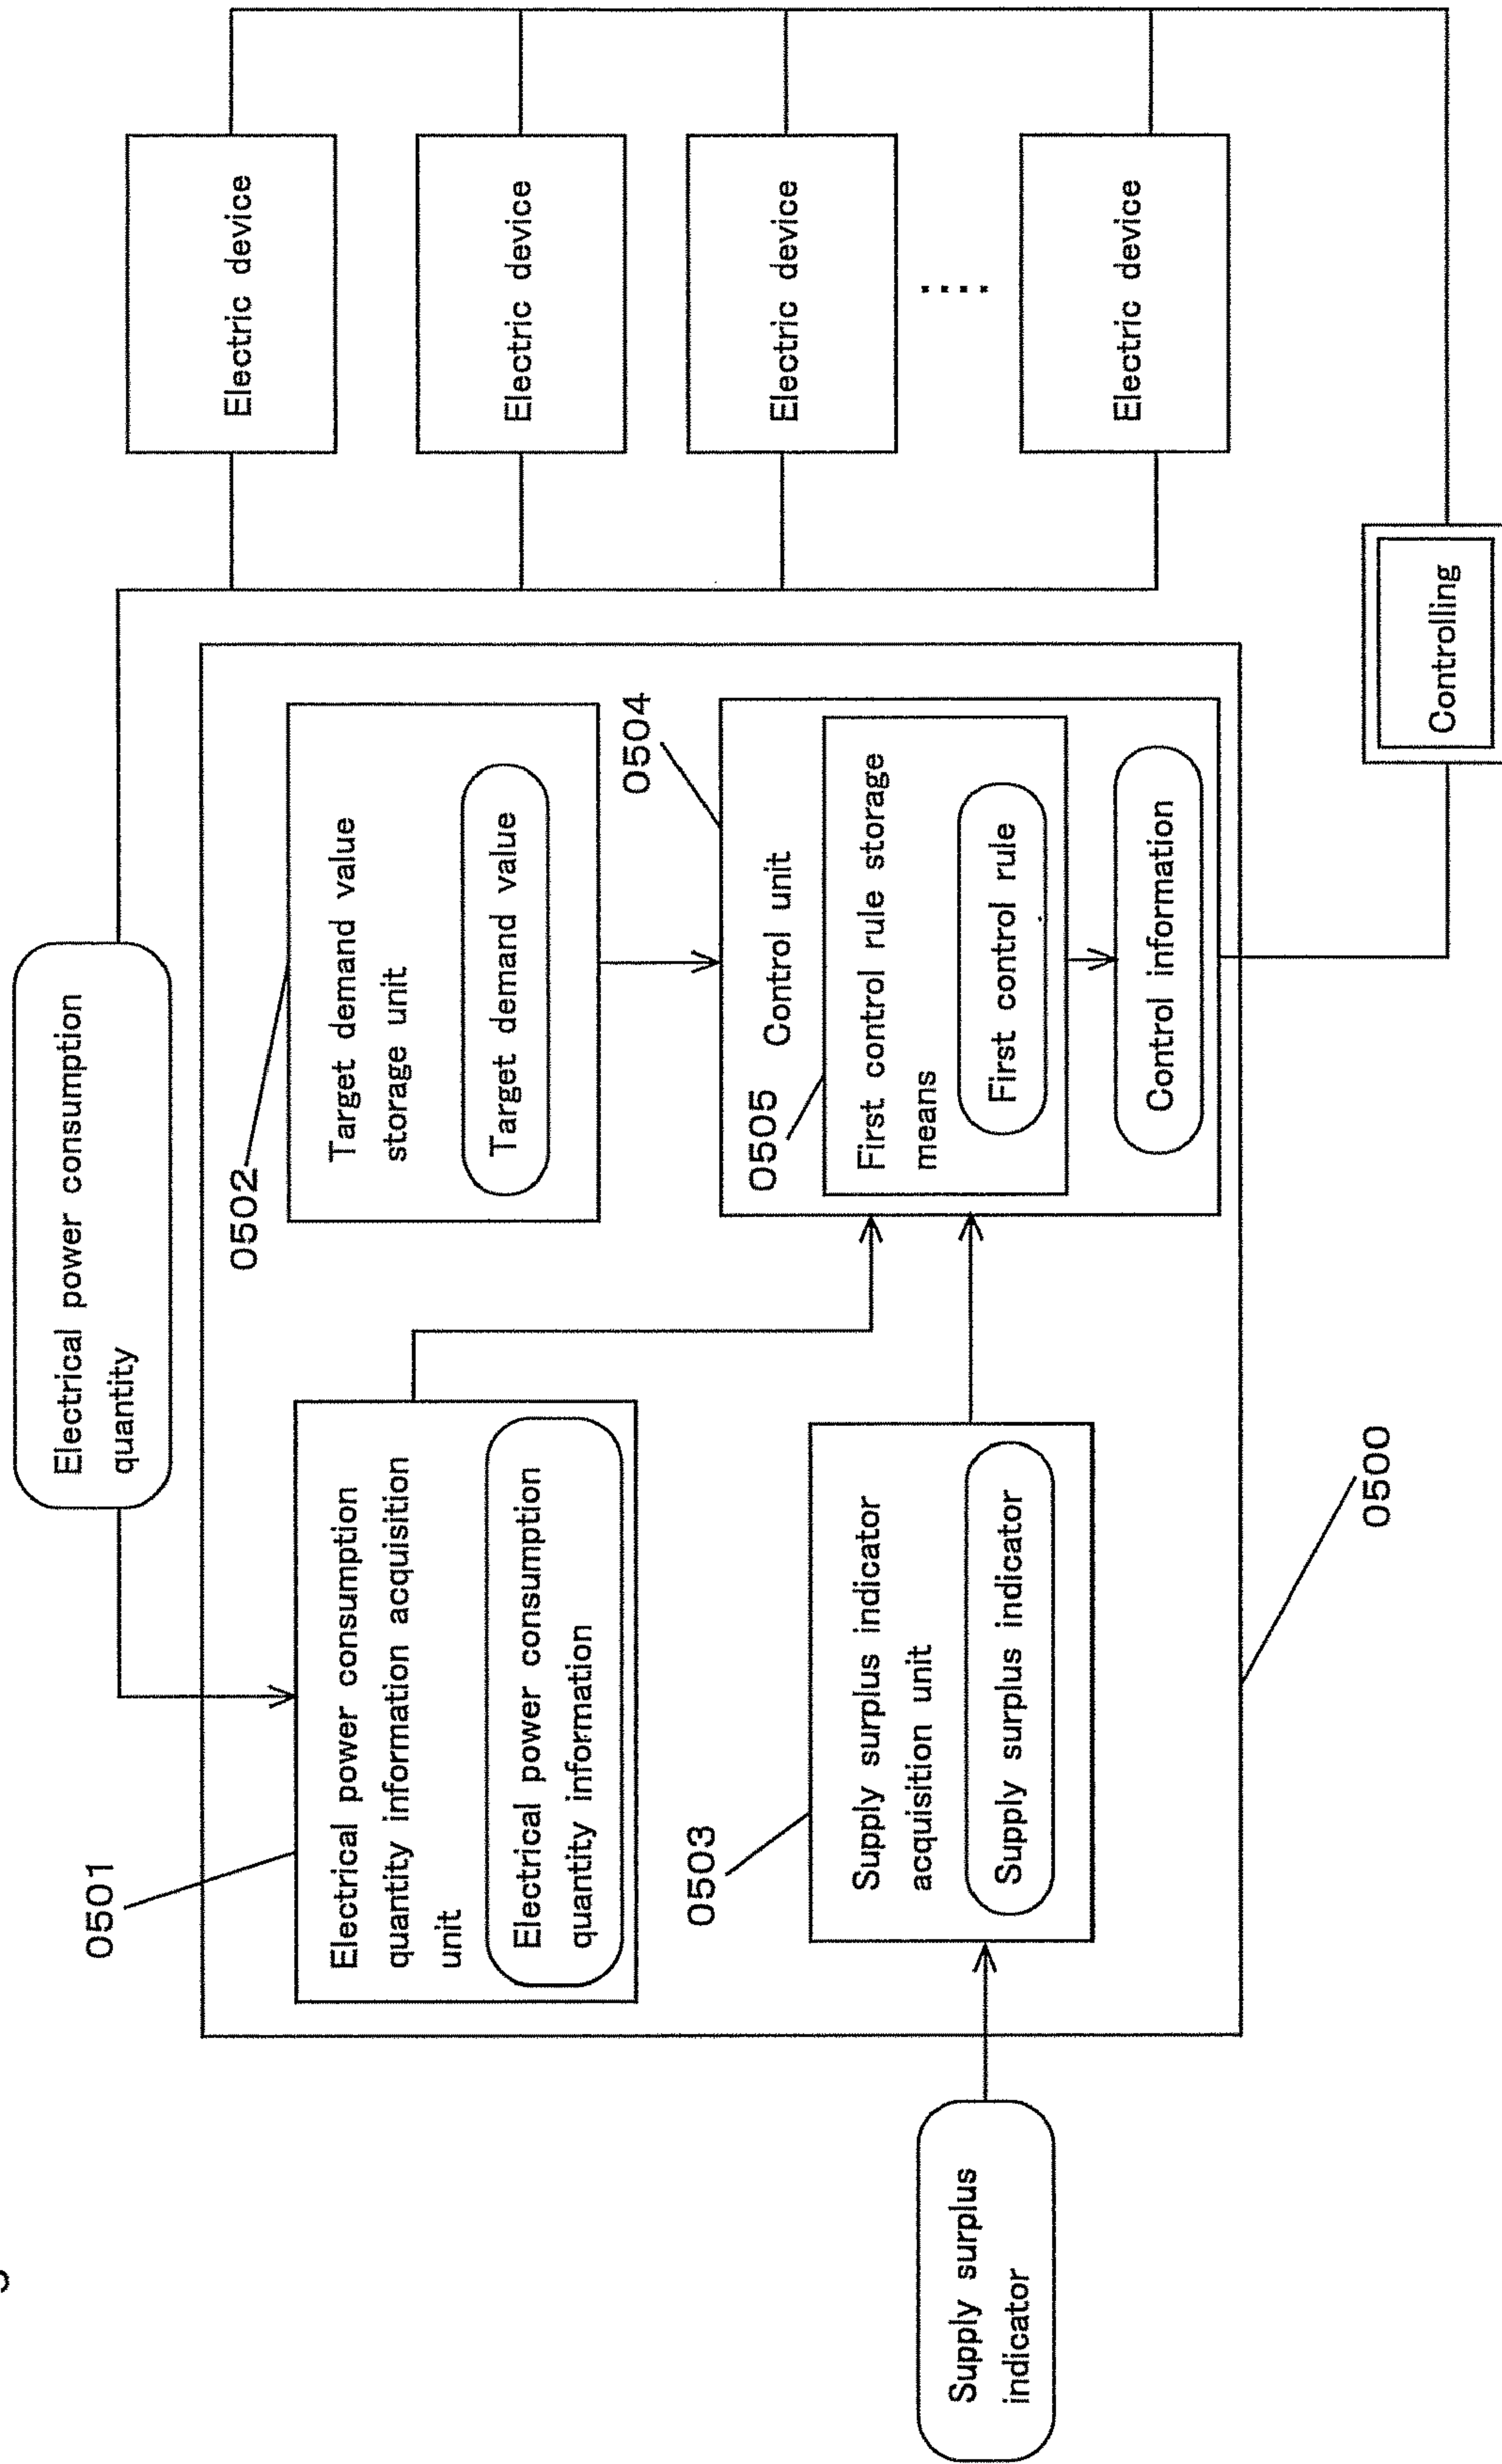 Electrical power consumption
quantity
0501
Electrical power consumption
quantity information acquisition
unit
Electrical power consumption
quantity information
0502
Target demand value
storage unit
Target demand value
0503
Supply surplus indicator
acquisition unit
Supply surplus indicator
Supply surplus
indicator
0504
Control unit
0505
First control rule storage
means
First control rule
Control information
0500
Controlling
Electric device
Electric device
Electric device
Electric device